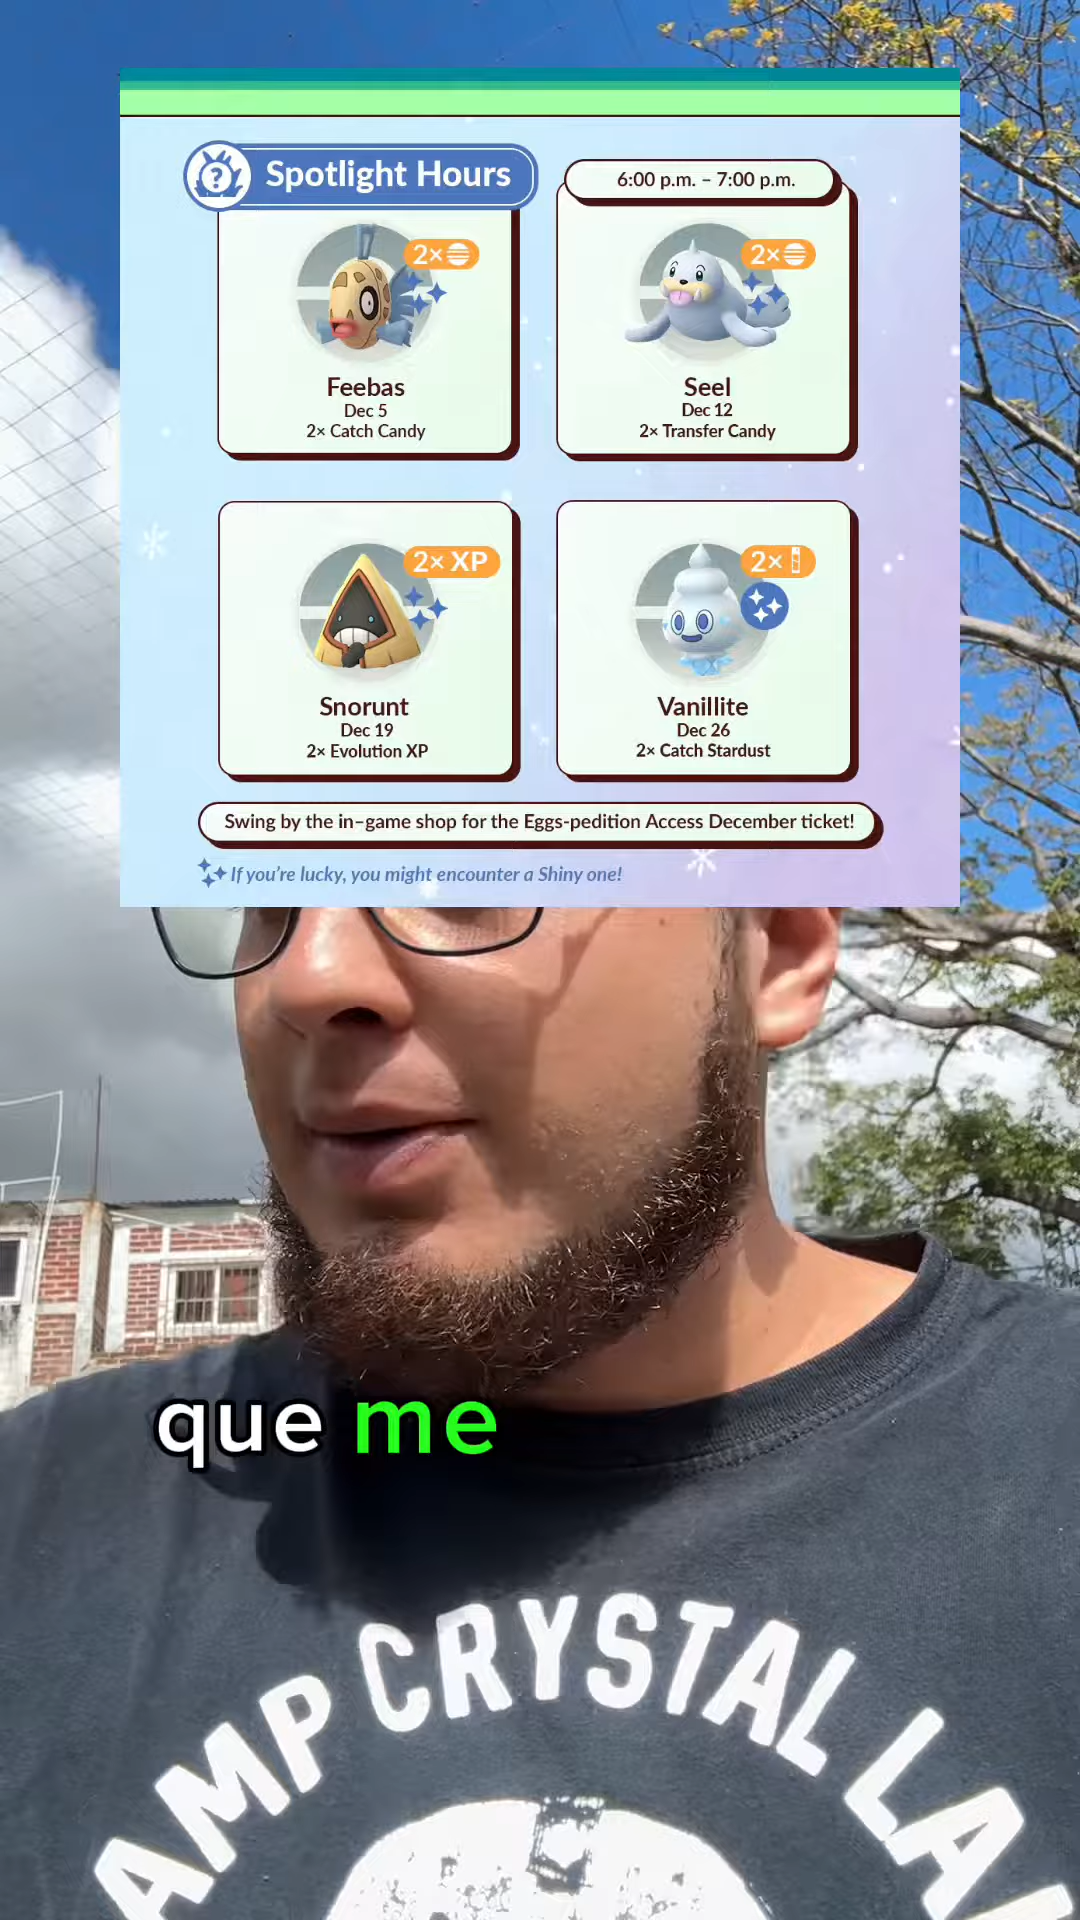 Spotlight Hours
6:00 p.m. – 7:00 p.m.
2×
Feebas
Dec 5
2× Catch Candy
2×
Seel
Dec 12
2× Transfer Candy
2× XP
Snorunt
Dec 19
2× Evolution XP
2×
Vanillite
Dec 26
2× Catch Stardust
Swing by the in-game shop for the Eggs-pedition Access December ticket!
If you're lucky, you might encounter a Shiny one!
que me
AMP CRYSTAL LA